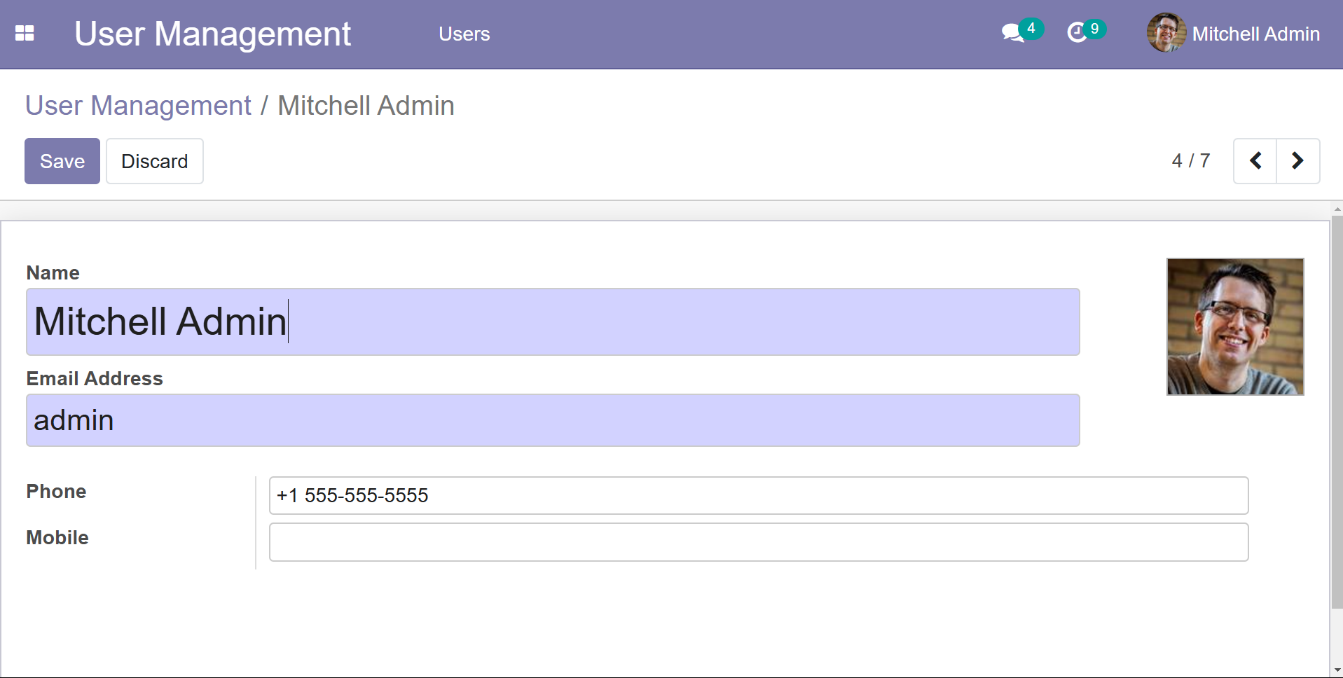 User Management Users 4 9 Mitchell Admin
User Management / Mitchell Admin
Save Discard 4 / 7
Name
Mitchell Admin
Email Address
admin
Phone +1 555-555-5555
Mobile